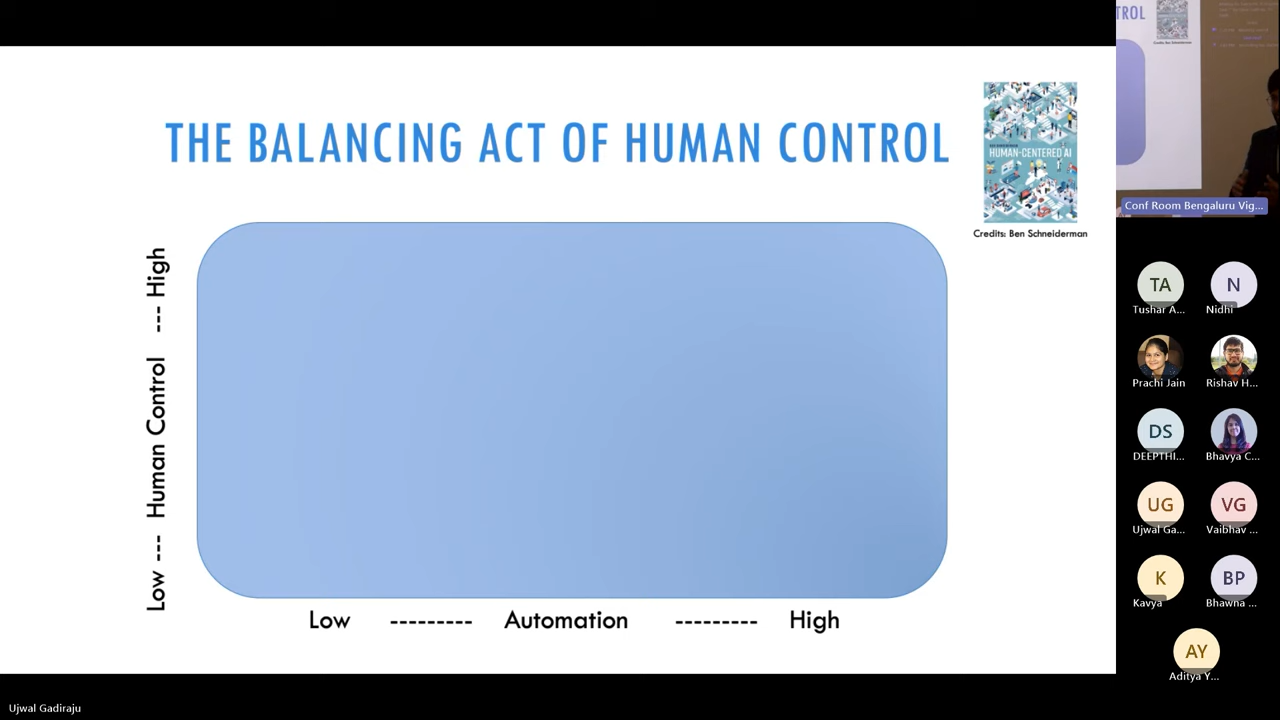 THE BALANCING ACT OF HUMAN CONTROL
HUMAN-CENTERED AI
Credits: Ben Schneiderman
Low --- Human Control --- High
Low --------- Automation --------- High
TROL
Conf Room Bengaluru Vig...
TA
N
Tushar A...
Nidhi
Prachi Jain
Rishav H...
DS
DEEPTHI...
Bhavya C...
UG
VG
Ujwal Ga...
Vaibhav ...
K
BP
Kavya
Bhawna ...
AY
Aditya Y...
Ujwal Gadiraju